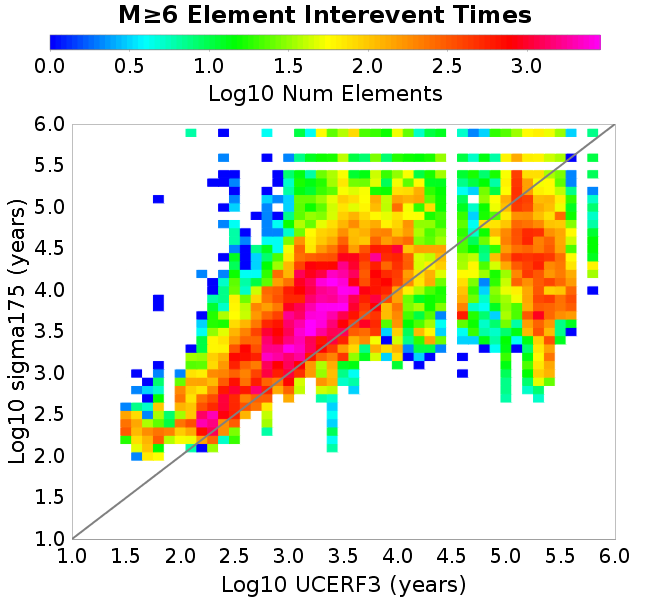 M≥6 Element Interevent Times
0.0 0.5 1.0 1.5 2.0 2.5 3.0
Log10 Num Elements
6.0
5.5
5.0
4.5
4.0
3.5
3.0
2.5
2.0
1.5
1.0
Log10 sigma175 (years)
1.0 1.5 2.0 2.5 3.0 3.5 4.0 4.5 5.0 5.5 6.0
Log10 UCERF3 (years)